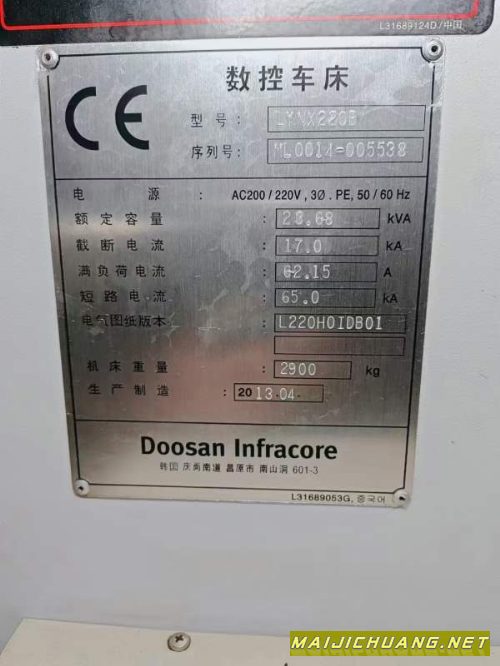 L31689124D/中国
CE
数控车床
型号: LYNX220B
序列号: ML0014-005538
电源: AC200/220V, 3Ø. PE, 50/60 Hz
额定容量: 23.68 kVA
截断电流: 17.0 kA
满负荷电流: 62.15 A
短路电流: 65.0 kA
电气图纸版本: L220H0IDB01
机床重量: 2900 kg
生产制造: 2013.04.
Doosan Infracore
韩国 庆尚南道 昌原市 南山洞 601-3
L31689053G, 중국어
MAIJICHUANG.NET